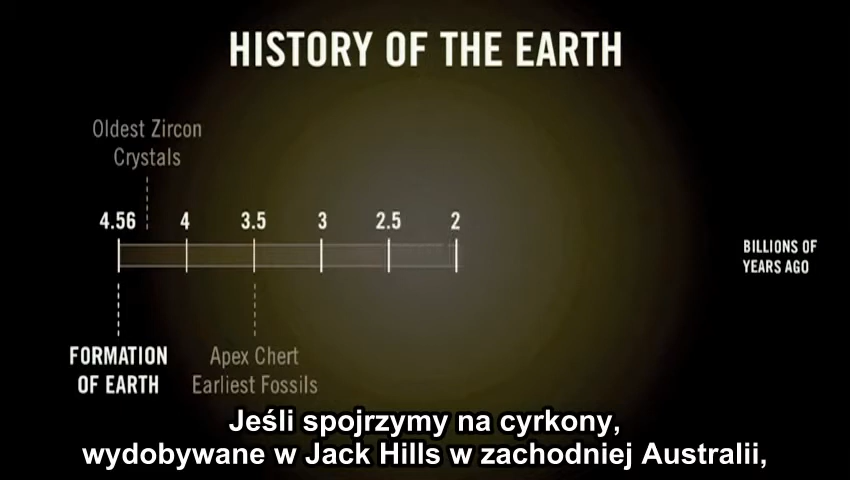 HISTORY OF THE EARTH
Oldest Zircon
Crystals
4.56 4 3.5 3 2.5 2
BILLIONS OF
YEARS AGO
FORMATION
OF EARTH
Apex Chert
Earliest Fossils
Jeśli spojrzymy na cyrkony,
wydobywane w Jack Hills w zachodniej Australii,